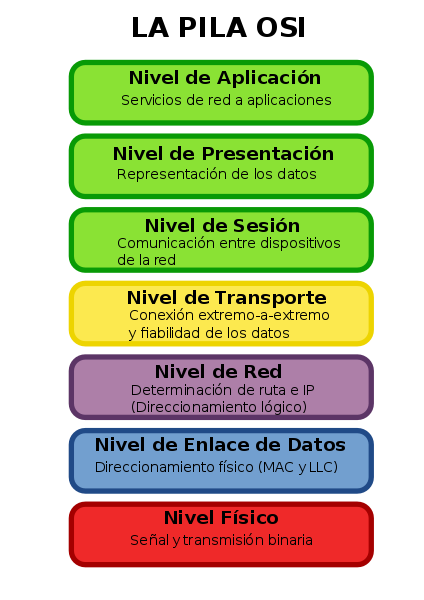 LA PILA OSI
Nivel de Aplicación
Servicios de red a aplicaciones
Nivel de Presentación
Representación de los datos
Nivel de Sesión
Comunicación entre dispositivos
de la red
Nivel de Transporte
Conexión extremo-a-extremo
y fiabilidad de los datos
Nivel de Red
Determinación de ruta e IP
(Direccionamiento lógico)
Nivel de Enlace de Datos
Direccionamiento físico (MAC y LLC)
Nivel Físico
Señal y transmisión binaria